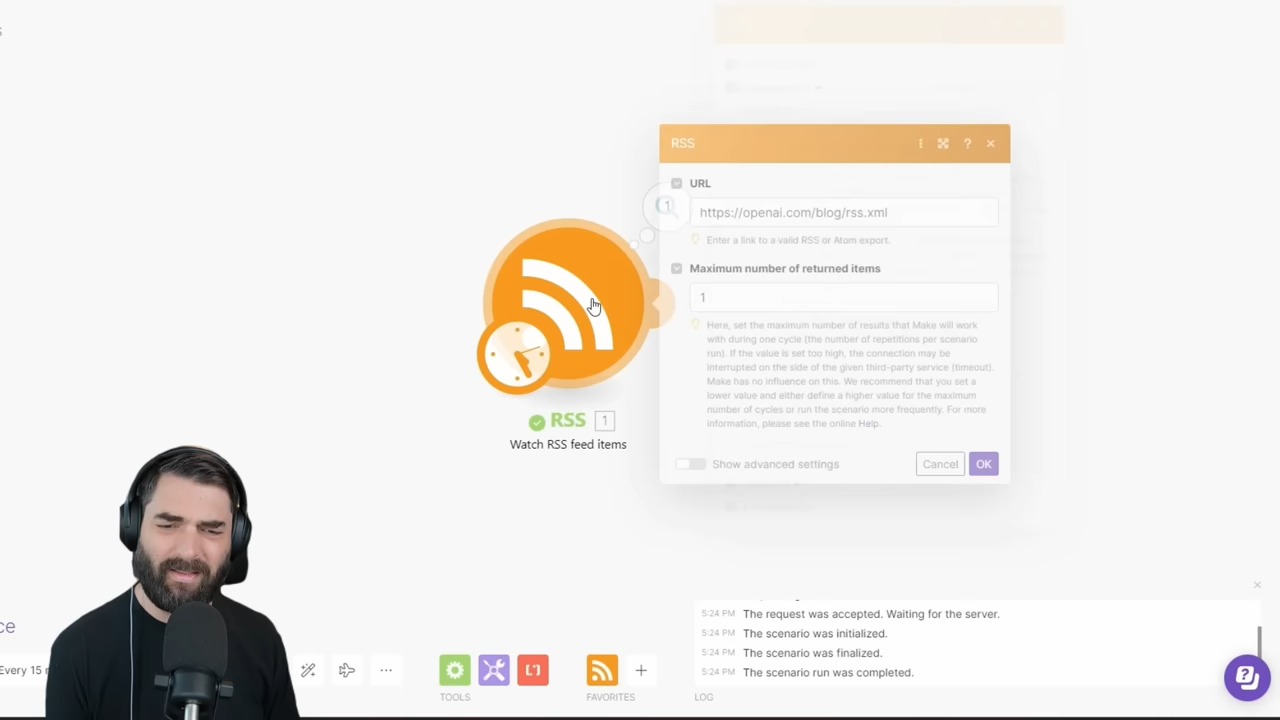 RSS
?
URL
1
https://openai.com/blog/rss.xml
Enter a link to a valid RSS or Atom export.
Maximum number of returned items
1
Here, set the maximum number of results that Make will work
with during one cycle (the number of repetitions per scenario
run). If the value is set too high, the connection may be
interrupted on the side of the given third-party service (timeout).
Make has no influence on this. We recommend that you set a
lower value and either define a higher value for the maximum
number of cycles or run the scenario more frequently. For more
information, please see the online Help.
Show advanced settings
Cancel
OK
RSS 1
Watch RSS feed items
ce
Every 15 m
TOOLS
FAVORITES
5:24 PM The request was accepted. Waiting for the server.
5:24 PM The scenario was initialized.
5:24 PM The scenario was finalized.
5:24 PM The scenario run was completed.
LOG